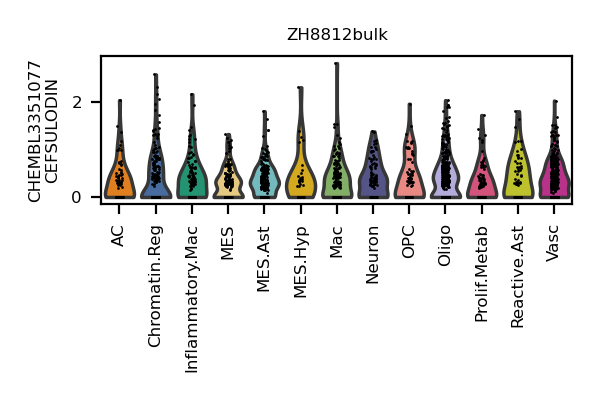 ZH8812bulk
CHEMBL3351077
CEFSULODIN
2
0
AC
Chromatin.Reg
Inflammatory.Mac
MES
MES.Ast
MES.Hyp
Mac
Neuron
OPC
Oligo
Prolif.Metab
Reactive.Ast
Vasc